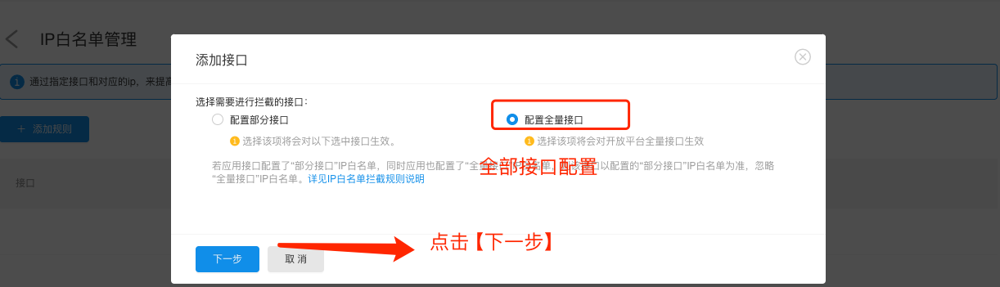 IP白名单管理
添加接口
通过指定接口和对应的ip，来提高
选择需要进行拦截的接口：
配置部分接口
配置全量接口
添加规则
选择该项将会对以下选中接口生效。
选择该项将会对开放平台全量接口生效
若应用接口配置了“部分接口”IP白名单，同时应用也配置了“全量
接口以配置的“部分接口”IP白名单为准，忽略
全部接口配置
“全量接口”IP白名单。详见IP白名单拦截规则说明
接口
点击【下一步】
下一步
取 消